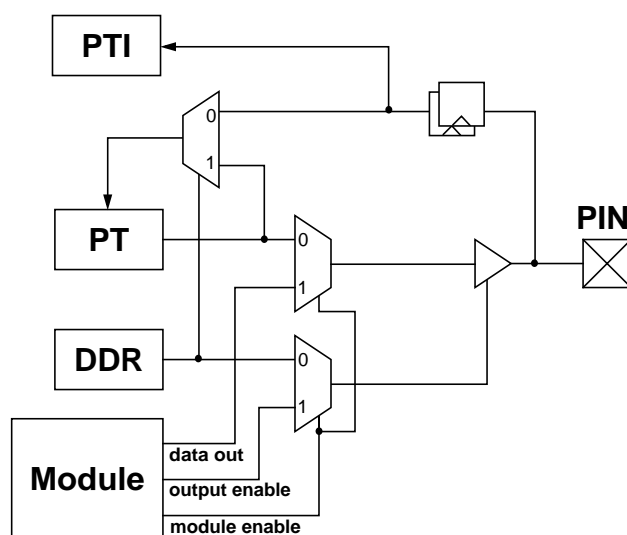 PTI
0
1
PT
PIN
0
1
DDR
0
1
Module
data out
output enable
module enable